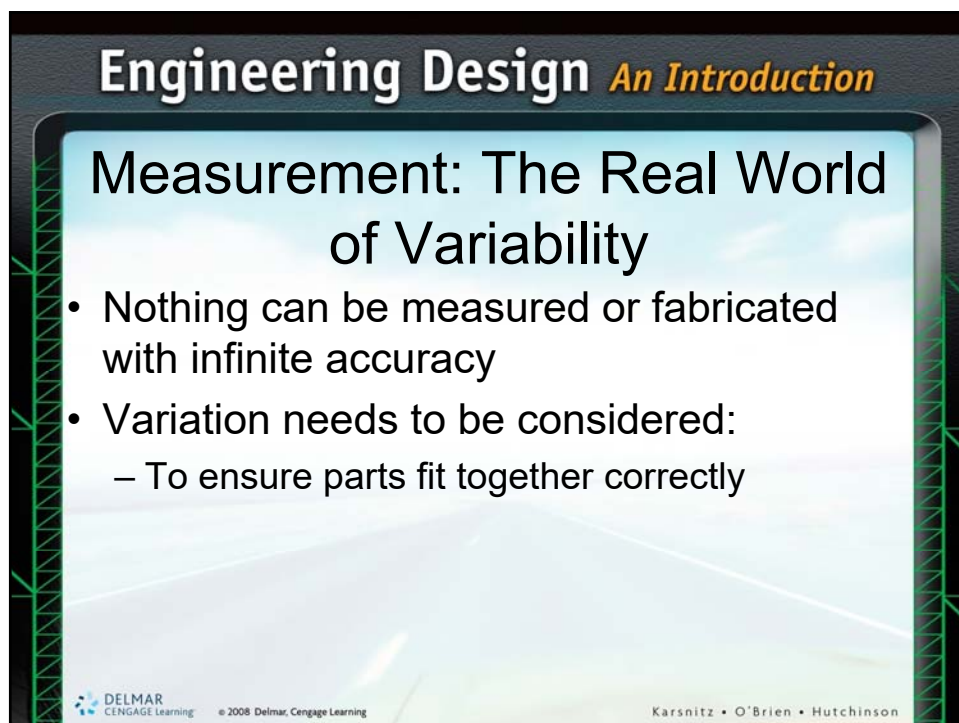 Engineering Design An Introduction
Measurement: The Real World
of Variability
• Nothing can be measured or fabricated
with infinite accuracy
• Variation needs to be considered:
– To ensure parts fit together correctly
DELMAR
CENGAGE Learning © 2008 Delmar, Cengage Learning Karsnitz • O'Brien • Hutchinson